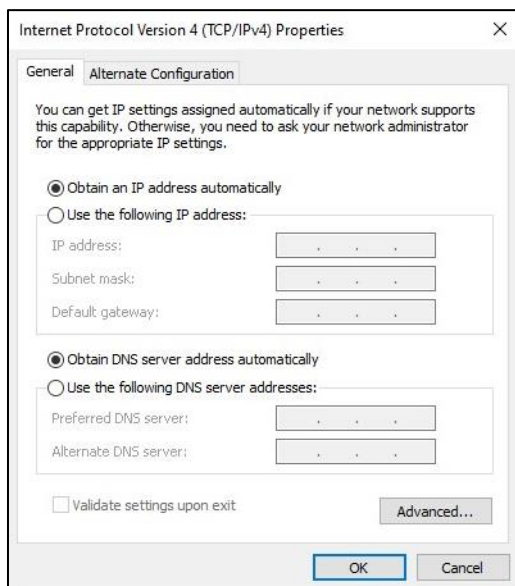 Internet Protocol Version 4 (TCP/IPv4) Properties
General
Alternate Configuration
You can get IP settings assigned automatically if your network supports
this capability. Otherwise, you need to ask your network administrator
for the appropriate IP settings.
Obtain an IP address automatically
Use the following IP address:
IP address:
Subnet mask:
Default gateway:
Obtain DNS server address automatically
Use the following DNS server addresses:
Preferred DNS server:
Alternate DNS server:
Validate settings upon exit
Advanced...
OK
Cancel